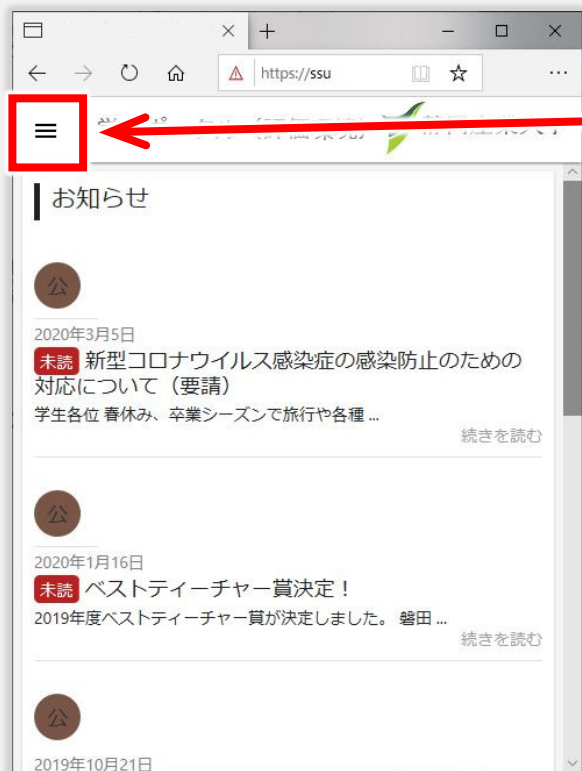 https://ssu
お知らせ
公
2020年3月5日
未読 新型コロナウイルス感染症の感染防止のための
対応について（要請）
学生各位 春休み、卒業シーズンで旅行や各種 ...
続きを読む
公
2020年1月16日
未読 ベストティーチャー賞決定！
2019年度ベストティーチャー賞が決定しました。 磐田 ...
続きを読む
公
2019年10月21日